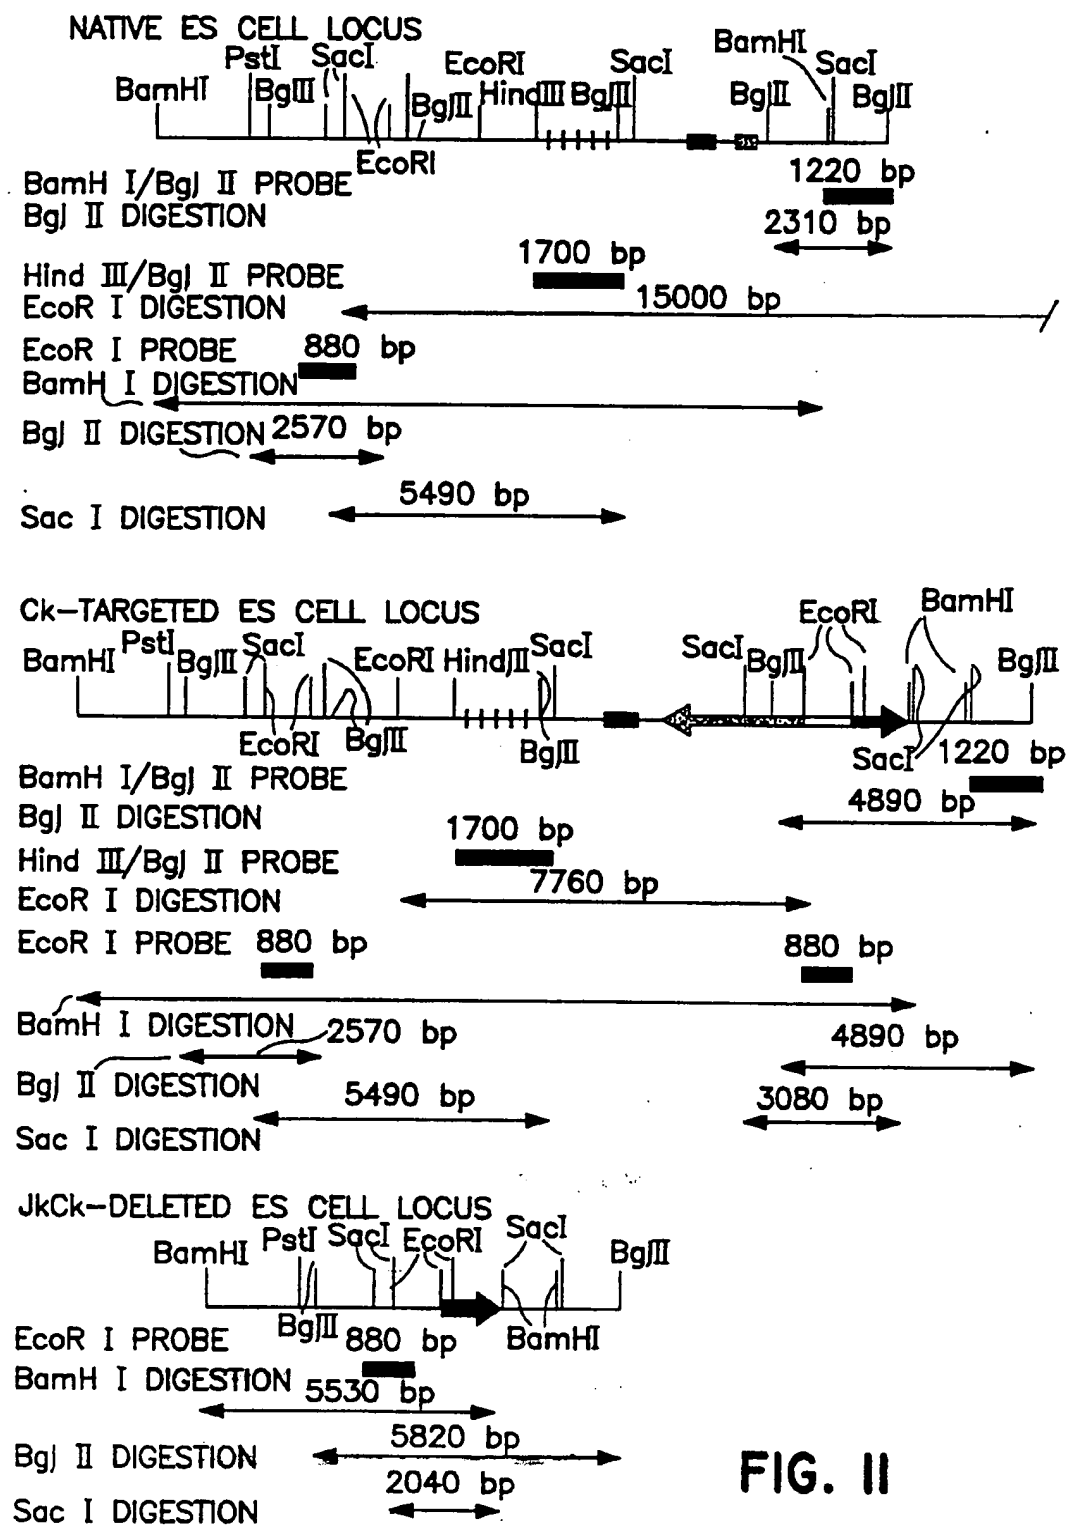 NATIVE ES CELL LOCUS
BamHI
PstI SacI EcoRI SacI SacI
BamHI BglII BglII HindIII BglII BglII BglII
EcoRI
BamH I/Bgl II PROBE 1220 bp
Bgl II DIGESTION 2310 bp
Hind III/Bgl II PROBE 1700 bp
EcoR I DIGESTION 15000 bp
EcoR I PROBE 880 bp
BamH I DIGESTION
Bgl II DIGESTION 2570 bp
Sac I DIGESTION 5490 bp
Ck-TARGETED ES CELL LOCUS EcoRI BamHI
BamHI PstI BglII SacI EcoRI HindIII SacI SacI BglII BglII
EcoRI BglII BglII SacI
BamH I/Bgl II PROBE 1220 bp
Bgl II DIGESTION 4890 bp
Hind III/Bgl II PROBE 1700 bp
EcoR I DIGESTION 7760 bp
EcoR I PROBE 880 bp 880 bp
BamH I DIGESTION
Bgl II DIGESTION 2570 bp 4890 bp
Sac I DIGESTION 5490 bp 3080 bp
JkCk-DELETED ES CELL LOCUS
BamHI PstI SacI EcoRI SacI BglII
BglII BamHI
EcoR I PROBE 880 bp
BamH I DIGESTION 5530 bp
Bgl II DIGESTION 5820 bp
Sac I DIGESTION 2040 bp
FIG. II